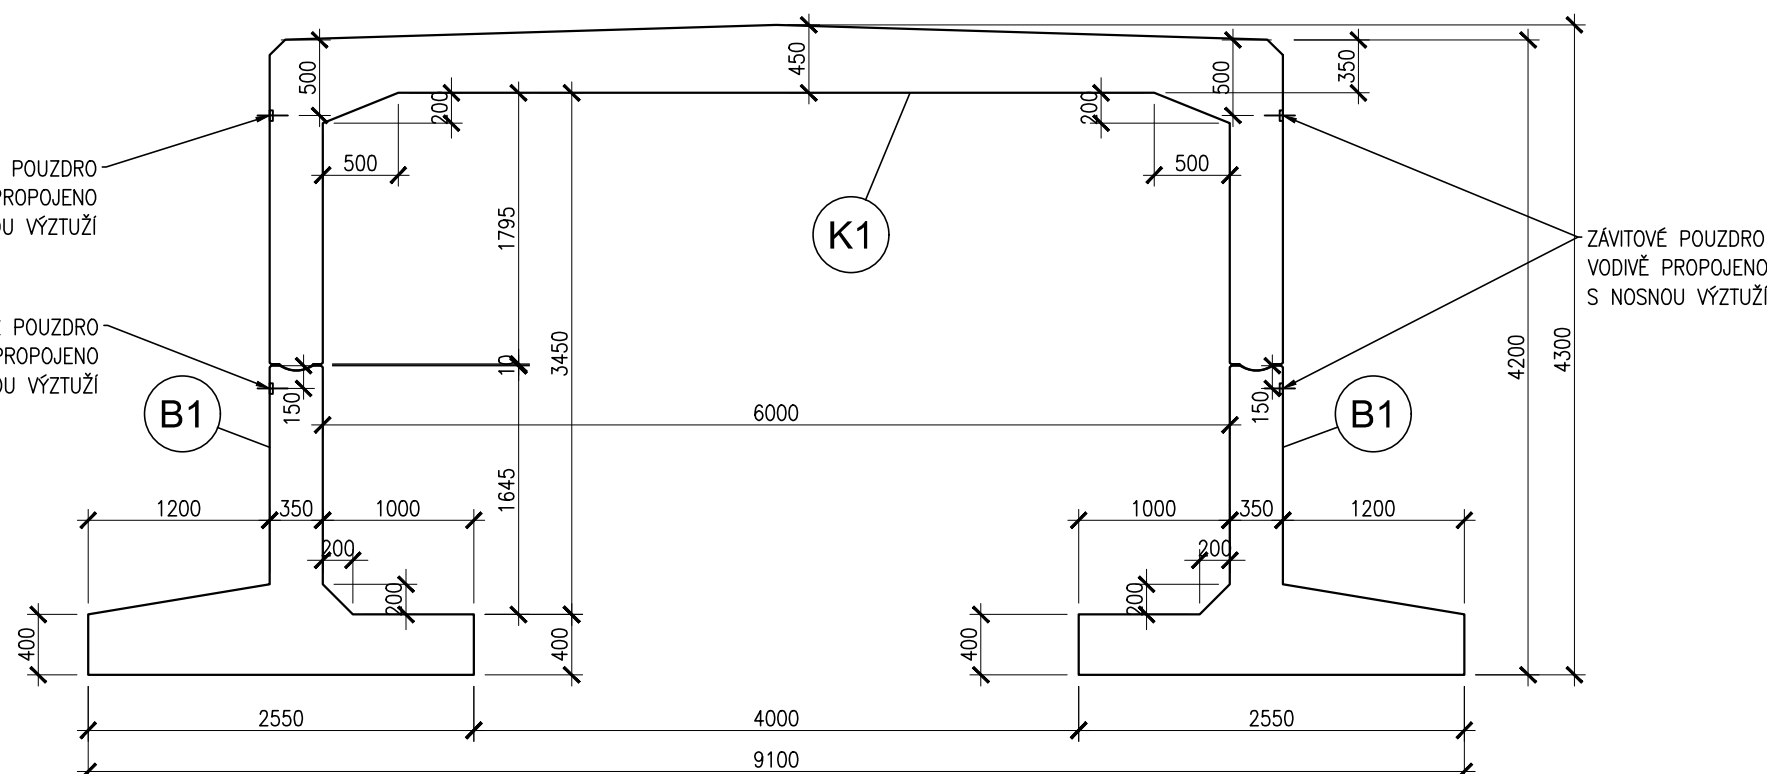 500
450
500
350
200
200
POUZDRO
PROPOJENO
VÝZTUŽÍ
500
500
1795
K1
ZÁVITOVÉ POUZDRO
VODIVĚ PROPOJENO
S NOSNOU VÝZTUŽÍ
POUZDRO
PROPOJENO
VÝZTUŽÍ
10
3450
4200
4300
150
150
B1
B1
6000
1645
1200
350
1000
1000
350
1200
200
200
200
200
400
400
400
2550
4000
2550
9100